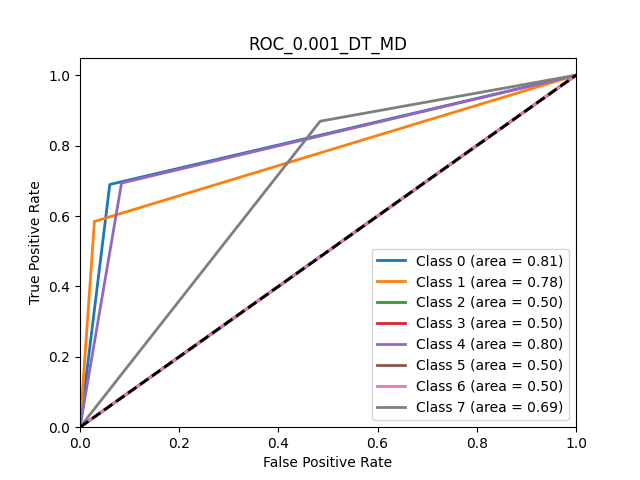 ROC_0.001_DT_MD
True Positive Rate
1.0
0.8
0.6
0.4
0.2
0.0
Class 0 (area = 0.81)
Class 1 (area = 0.78)
Class 2 (area = 0.50)
Class 3 (area = 0.50)
Class 4 (area = 0.80)
Class 5 (area = 0.50)
Class 6 (area = 0.50)
Class 7 (area = 0.69)
0.0 0.2 0.4 0.6 0.8 1.0
False Positive Rate